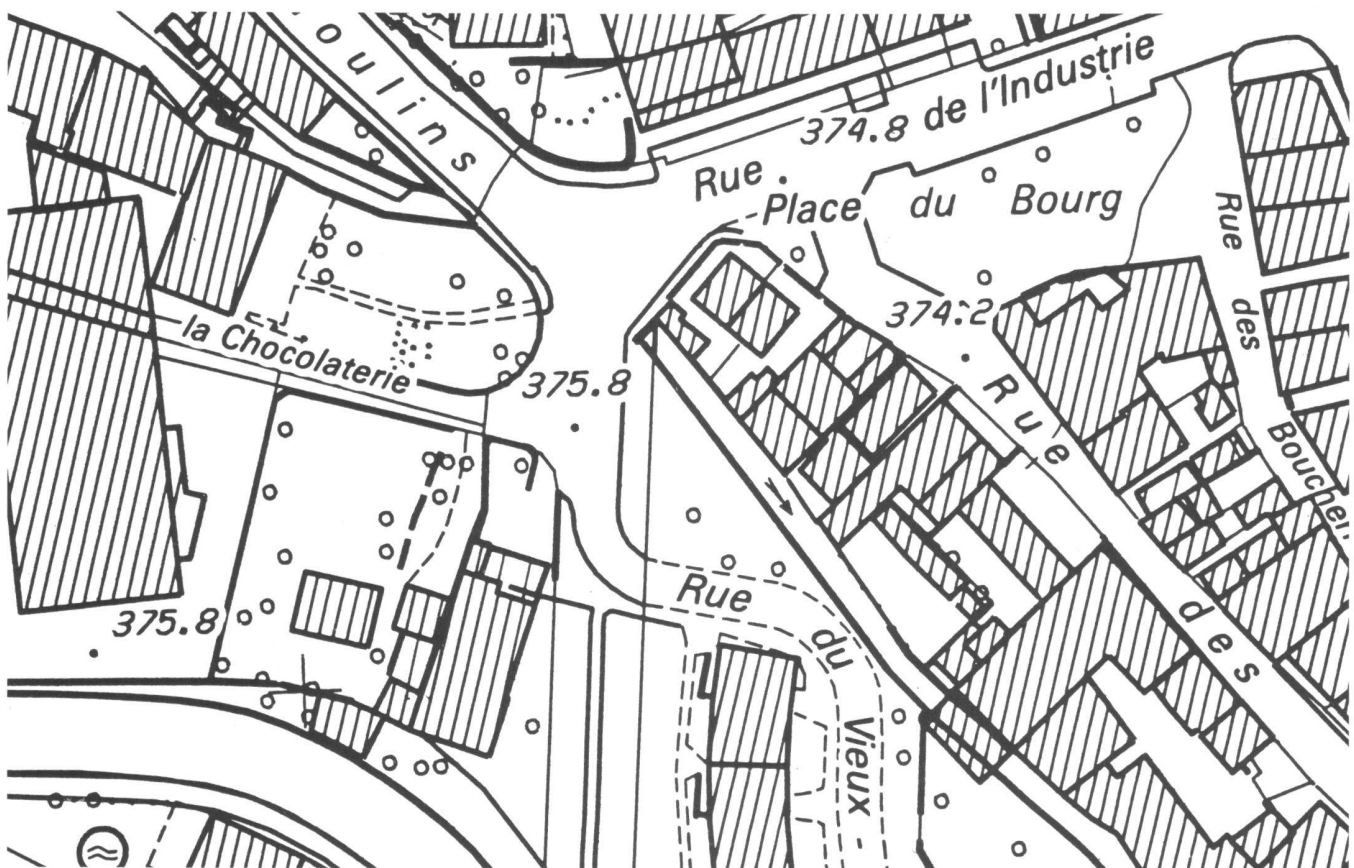 oulins
Rue de l'Industrie
374.8
Place du Bourg
Rue des Boucher
374.2
la Chocolaterie
375.8
Rue des
375.8
Rue du Vieux-